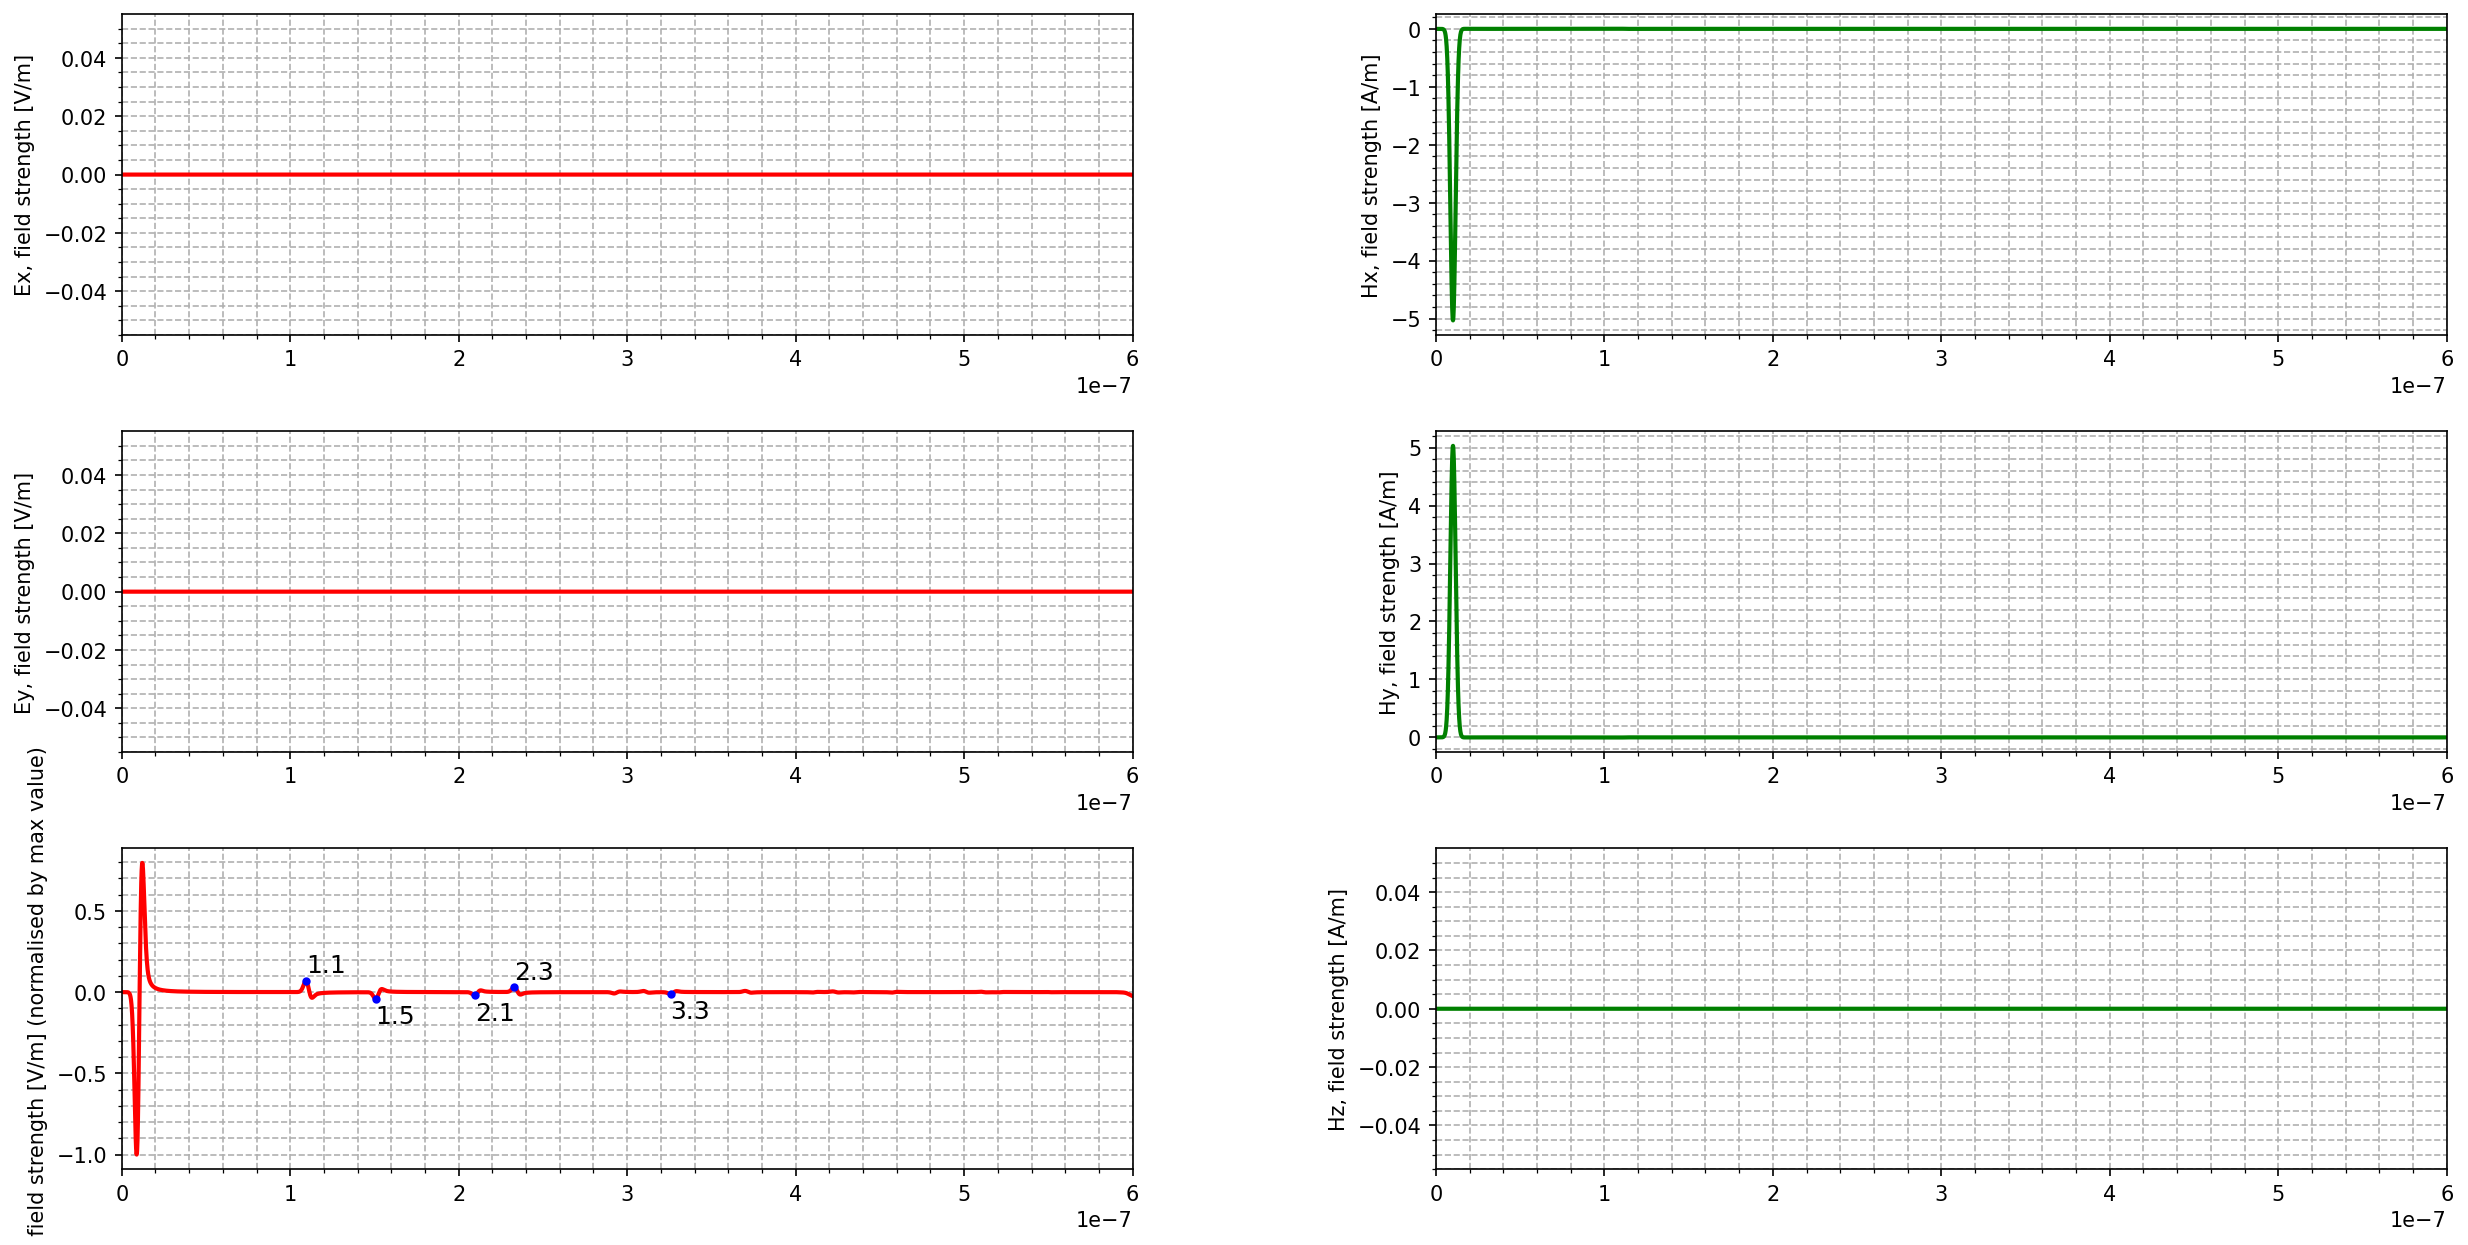 Ex, field strength [V/m]
0.04
0.02
0.00
−0.02
−0.04
0 1 2 3 4 5 6
1e−7
Hx, field strength [A/m]
0
−1
−2
−3
−4
−5
0 1 2 3 4 5 6
1e−7
Ey, field strength [V/m]
0.04
0.02
0.00
−0.02
−0.04
0 1 2 3 4 5 6
1e−7
Hy, field strength [A/m]
5
4
3
2
1
0
0 1 2 3 4 5 6
1e−7
field strength [V/m] (normalised by max value)
0.5
0.0
−0.5
−1.0
1.1
1.5
2.1
2.3
3.3
0 1 2 3 4 5 6
1e−7
Hz, field strength [A/m]
0.04
0.02
0.00
−0.02
−0.04
0 1 2 3 4 5 6
1e−7